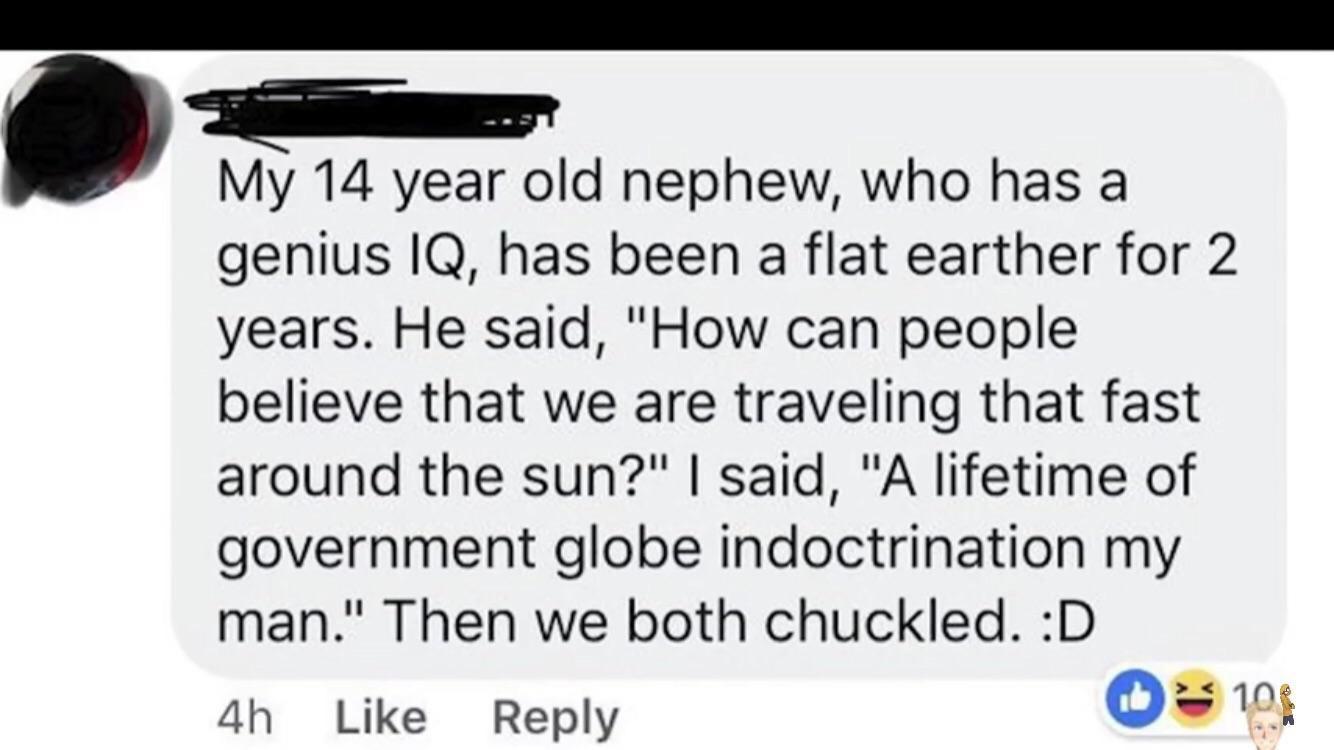 My 14 year old nephew, who has a
genius IQ, has been a flat earther for 2
years. He said, "How can people
believe that we are traveling that fast
around the sun?" I said, "A lifetime of
government globe indoctrination my
man." Then we both chuckled. :D
4h Like Reply